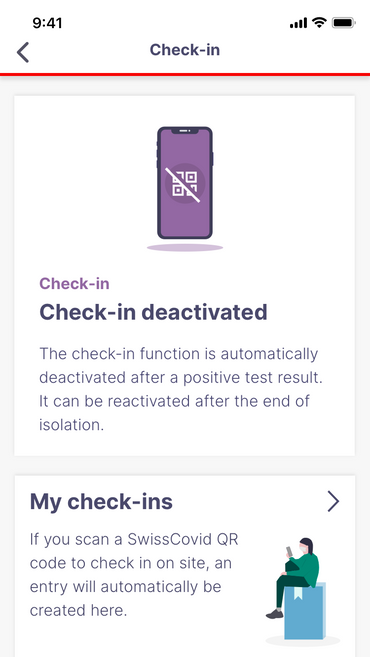 9:41
Check-in
Check-in
Check-in deactivated
The check-in function is automatically
deactivated after a positive test result.
It can be reactivated after the end of
isolation.
My check-ins
If you scan a SwissCovid QR
code to check in on site, an
entry will automatically be
created here.